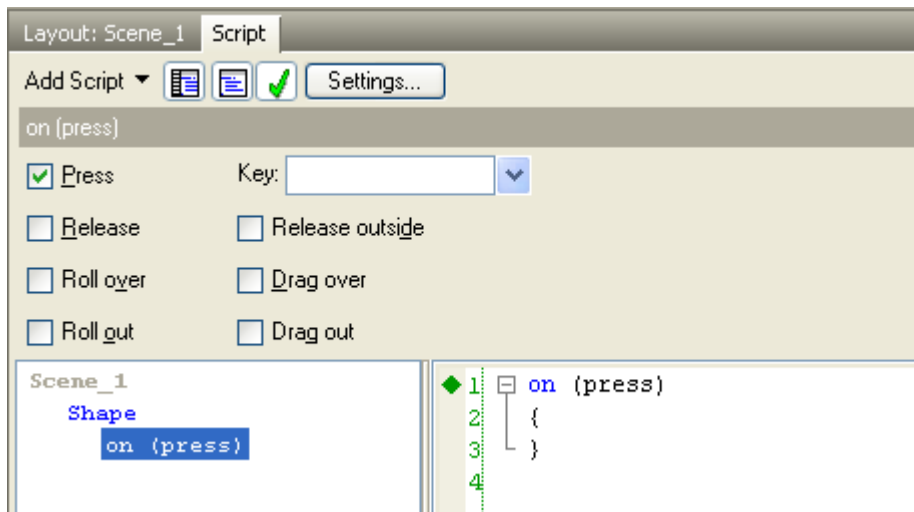 Layout: Scene_1 Script
Add Script Settings...
on (press)
Press Key:
Release Release outside
Roll over Drag over
Roll out Drag out
Scene_1
Shape
on (press)
1 on (press)
2 {
3 }
4